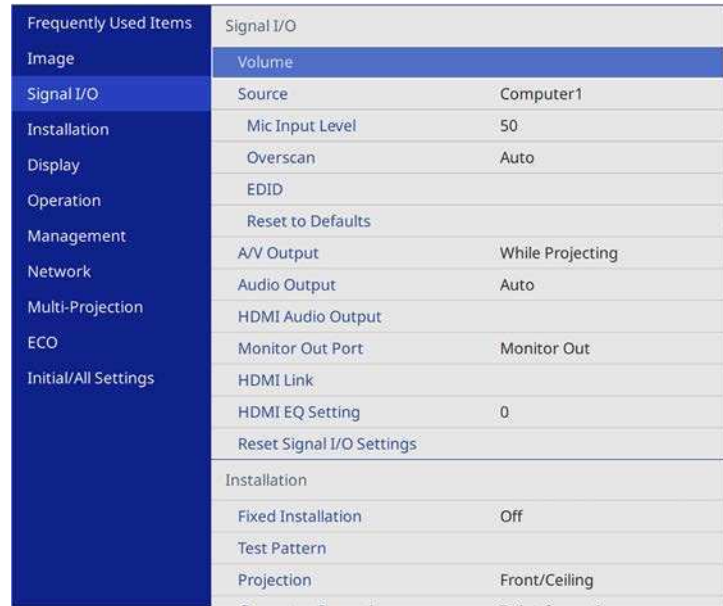 Frequently Used Items
Image
Signal I/O
Installation
Display
Operation
Management
Network
Multi-Projection
ECO
Initial/All Settings
Signal I/O
Volume
Source Computer1
Mic Input Level 50
Overscan Auto
EDID
Reset to Defaults
A/V Output While Projecting
Audio Output Auto
HDMI Audio Output
Monitor Out Port Monitor Out
HDMI Link
HDMI EQ Setting 0
Reset Signal I/O Settings
Installation
Fixed Installation Off
Test Pattern
Projection Front/Ceiling